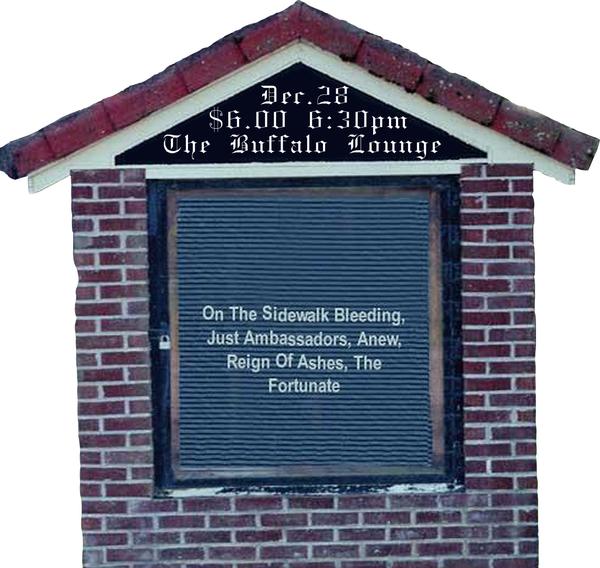 Dec.28
$6.00 6:30pm
The Buffalo Lounge
On The Sidewalk Bleeding,
Just Ambassadors, Anew,
Reign Of Ashes, The
Fortunate